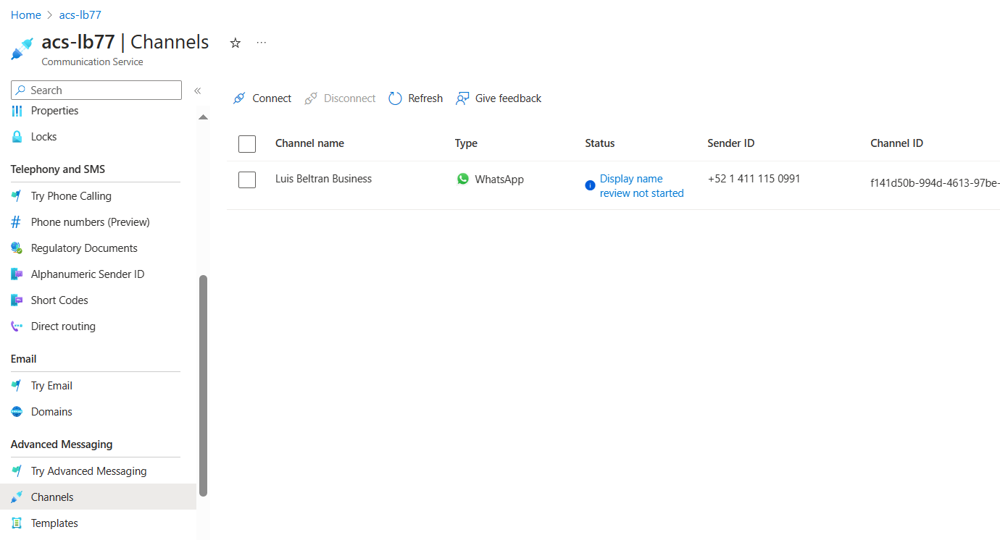 Home > acs-lb77
acs-lb77 | Channels
Communication Service
Search
Properties
Locks
Telephony and SMS
Try Phone Calling
Phone numbers (Preview)
Regulatory Documents
Alphanumeric Sender ID
Short Codes
Direct routing
Email
Try Email
Domains
Advanced Messaging
Try Advanced Messaging
Channels
Templates
Connect Disconnect Refresh Give feedback
Channel name Type Status Sender ID Channel ID
Luis Beltran Business WhatsApp Display name +52 1 411 115 0991 f141d50b-994d-4613-97be-
review not started